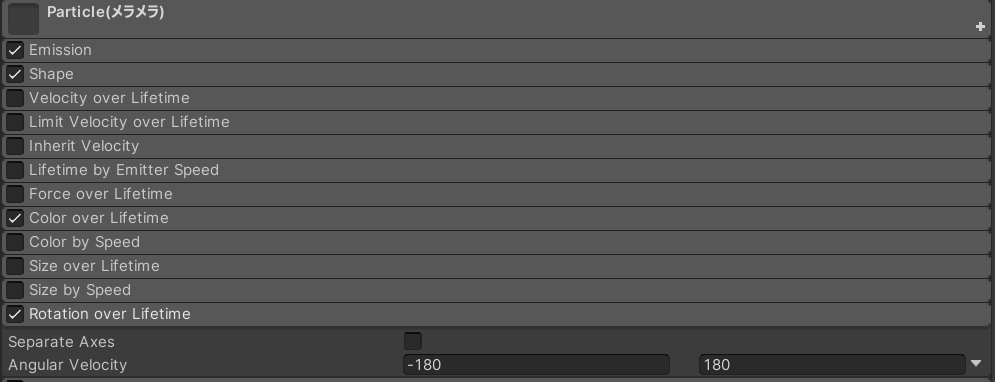 Particle(メラメラ)
Emission
Shape
Velocity over Lifetime
Limit Velocity over Lifetime
Inherit Velocity
Lifetime by Emitter Speed
Force over Lifetime
Color over Lifetime
Color by Speed
Size over Lifetime
Size by Speed
Rotation over Lifetime
Separate Axes
Angular Velocity -180 180